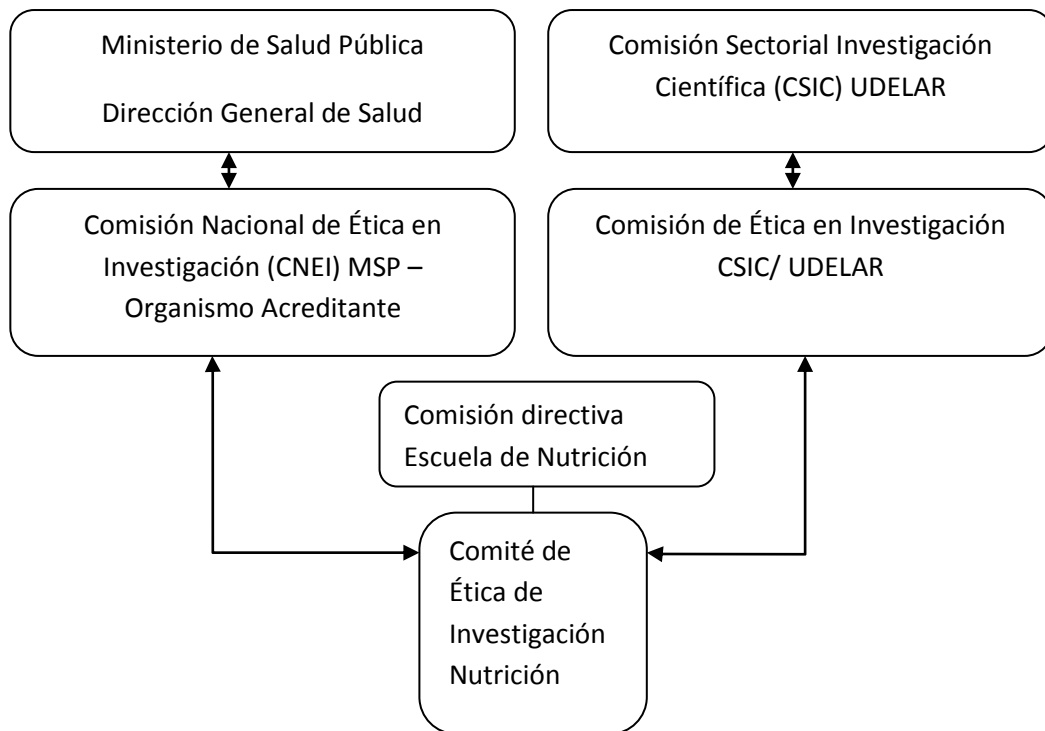 Ministerio de Salud Pública
Dirección General de Salud
Comisión Sectorial Investigación
Científica (CSIC) UDELAR
Comisión Nacional de Ética en
Investigación (CNEI) MSP –
Organismo Acreditante
Comisión de Ética en Investigación
CSIC/ UDELAR
Comisión directiva
Escuela de Nutrición
Comité de
Ética de
Investigación
Nutrición